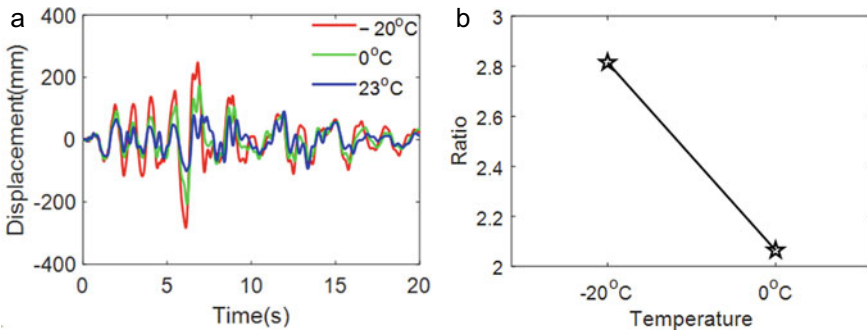 a
400
200
0
-200
-400
Displacement(mm)
0 5 10 15 20
Time(s)
− 20°C
0°C
23°C
b
3
2.8
2.6
2.4
2.2
2
Ratio
-20°C 0°C
Temperature